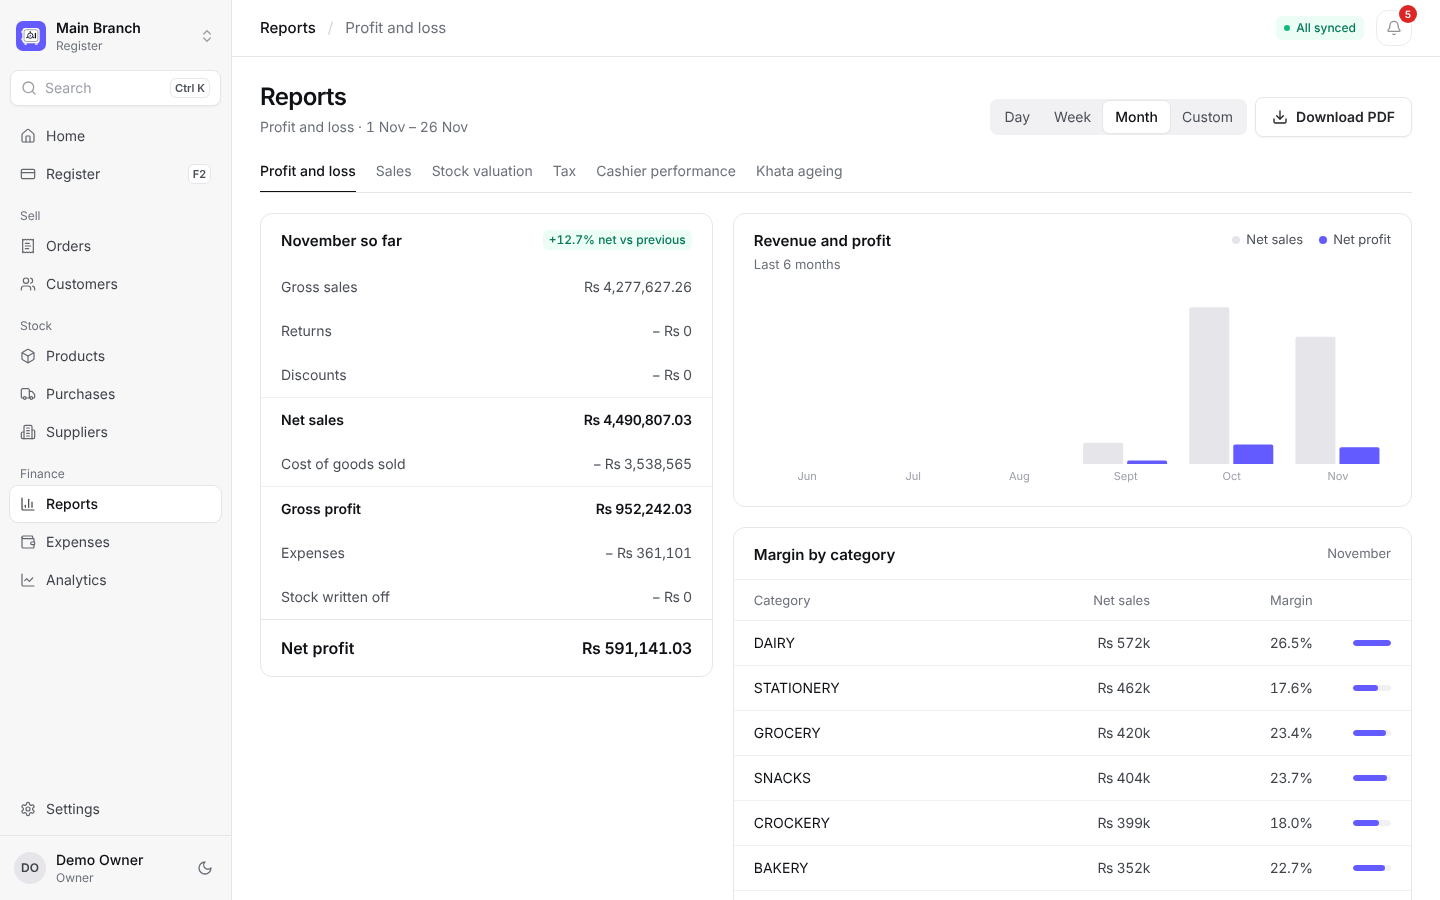 Main Branch
Register
Search Ctrl K
Home
Register F2
Sell
Orders
Customers
Stock
Products
Purchases
Suppliers
Finance
Reports
Expenses
Analytics
Settings
DO Demo Owner
Owner
Reports / Profit and loss
All synced
5
Reports
Profit and loss · 1 Nov – 26 Nov
Day Week Month Custom
Download PDF
Profit and loss Sales Stock valuation Tax Cashier performance Khata ageing
November so far +12.7% net vs previous
Gross sales Rs 4,277,627.26
Returns – Rs 0
Discounts – Rs 0
Net sales Rs 4,490,807.03
Cost of goods sold – Rs 3,538,565
Gross profit Rs 952,242.03
Expenses – Rs 361,101
Stock written off – Rs 0
Net profit Rs 591,141.03
Revenue and profit Net sales Net profit
Last 6 months
Jun Jul Aug Sept Oct Nov
Margin by category November
Category Net sales Margin
DAIRY Rs 572k 26.5%
STATIONERY Rs 462k 17.6%
GROCERY Rs 420k 23.4%
SNACKS Rs 404k 23.7%
CROCKERY Rs 399k 18.0%
BAKERY Rs 352k 22.7%